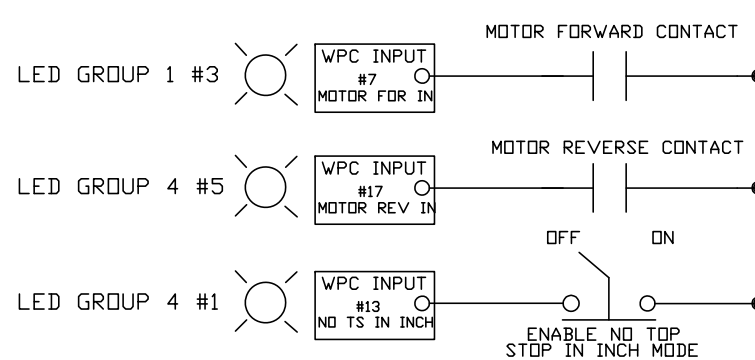 MOTOR FORWARD CONTACT
LED GROUP 1 #3
WPC INPUT
#7
MOTOR FOR IN
MOTOR REVERSE CONTACT
LED GROUP 4 #5
WPC INPUT
#17
MOTOR REV IN
OFF ON
LED GROUP 4 #1
WPC INPUT
#13
NO TS IN INCH
ENABLE NO TOP
STOP IN INCH MODE